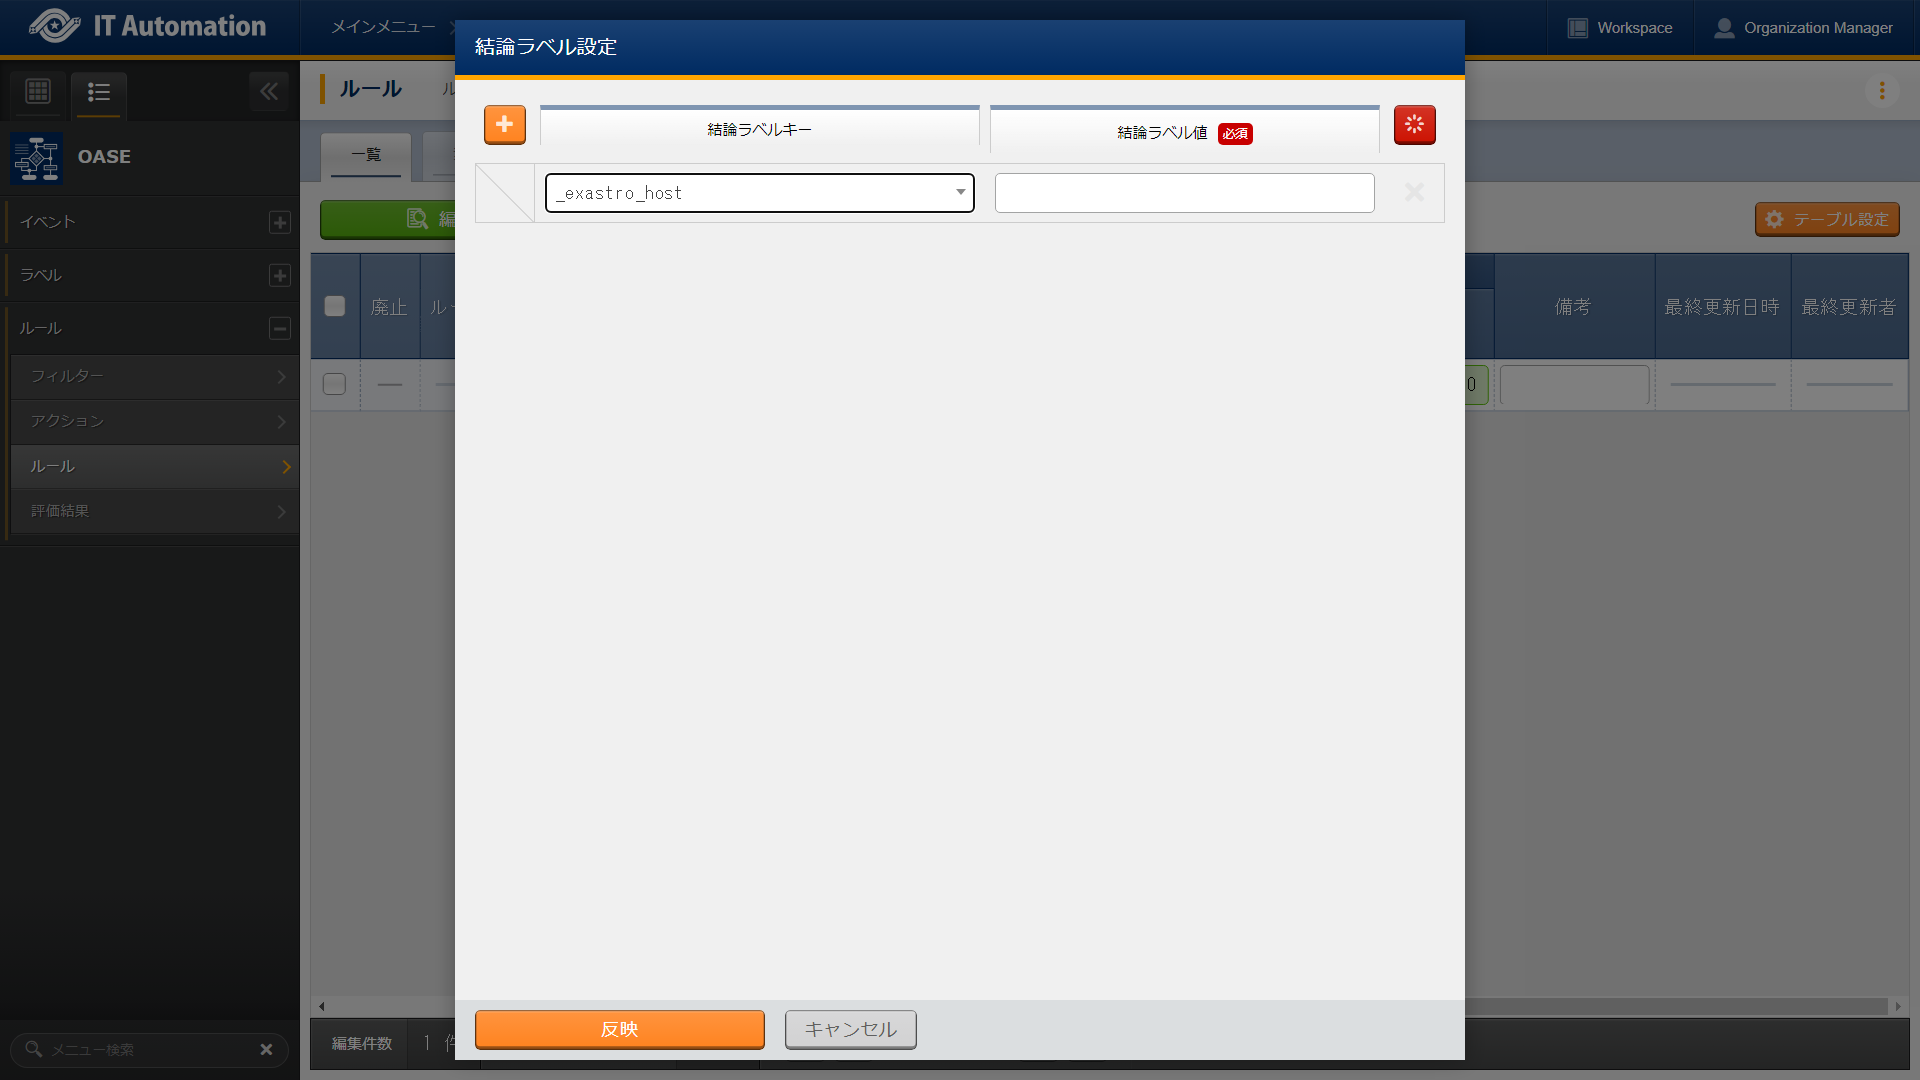 IT Automation
メインメニュー
Workspace
Organization Manager
結論ラベル設定
ルール
OASE
一覧
結論ラベルキー
結論ラベル値 必須
_exastro_host
イベント
ラベル
ルール
フィルター
アクション
ルール
評価結果
編
テーブル設定
廃止
備考
最終更新日時
最終更新者
0
反映
キャンセル
編集件数 1 件
メニュー検索